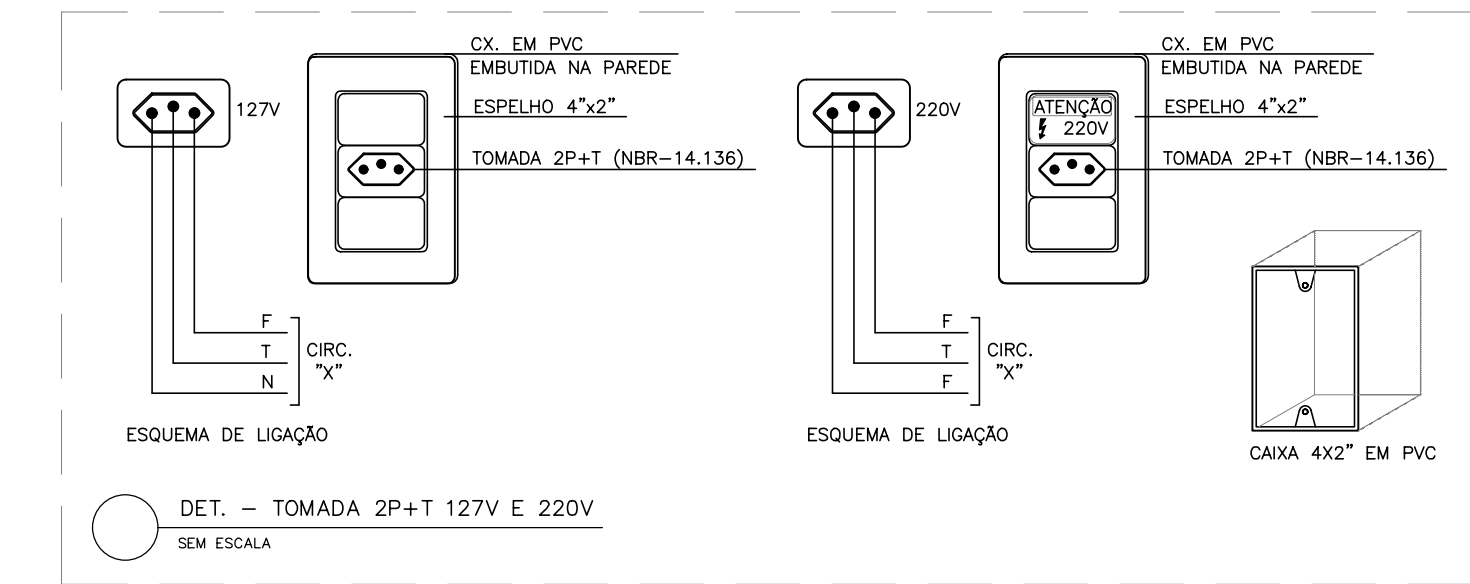 CX. EM PVC
EMBUTIDA NA PAREDE
127V
ESPELHO 4"x2"
TOMADA 2P+T (NBR-14.136)
F
T
N
CIRC.
"X"
ESQUEMA DE LIGAÇÃO
CX. EM PVC
EMBUTIDA NA PAREDE
220V
ATENÇÃO
220V
ESPELHO 4"x2"
TOMADA 2P+T (NBR-14.136)
F
T
F
CIRC.
"X"
ESQUEMA DE LIGAÇÃO
CAIXA 4X2" EM PVC
DET. - TOMADA 2P+T 127V E 220V
SEM ESCALA